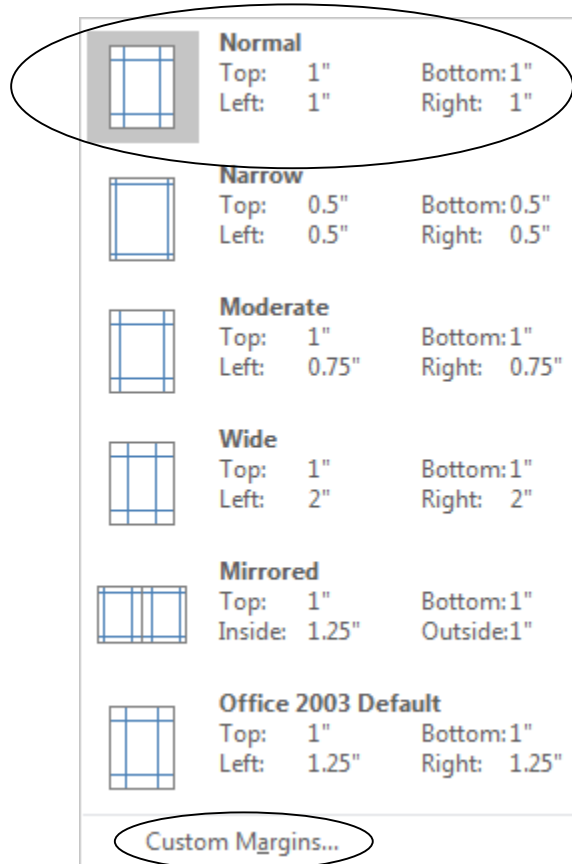 Normal
Top: 1" Bottom: 1"
Left: 1" Right: 1"
Narrow
Top: 0.5" Bottom: 0.5"
Left: 0.5" Right: 0.5"
Moderate
Top: 1" Bottom: 1"
Left: 0.75" Right: 0.75"
Wide
Top: 1" Bottom: 1"
Left: 2" Right: 2"
Mirrored
Top: 1" Bottom: 1"
Inside: 1.25" Outside: 1"
Office 2003 Default
Top: 1" Bottom: 1"
Left: 1.25" Right: 1.25"
Custom Margins...